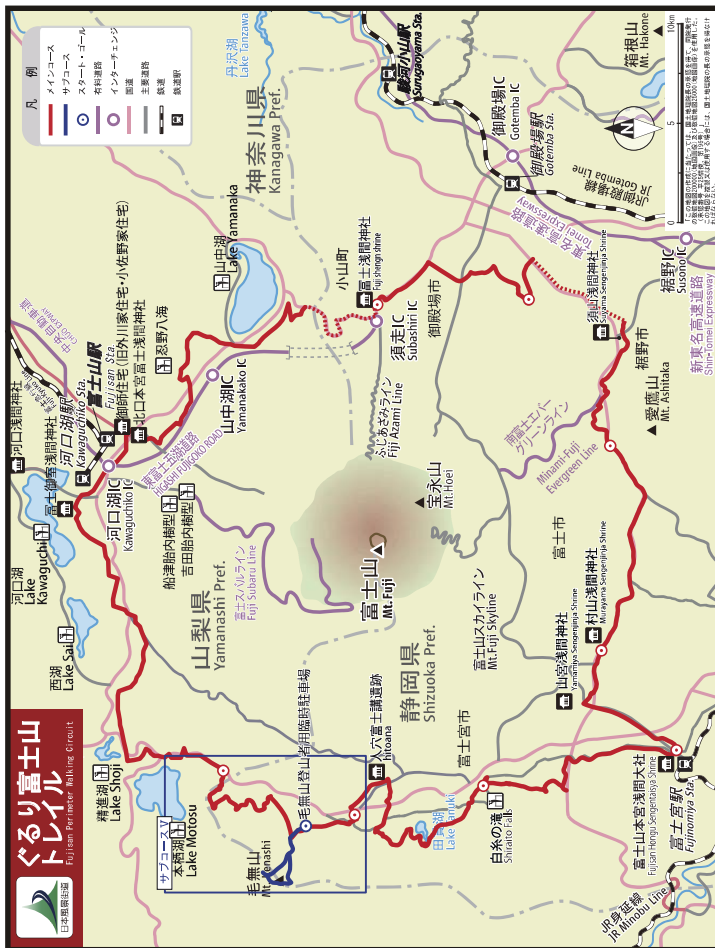 ぐるり富士山
トレイル
Fujisan Perimeter Walking Circuit
日本風景街道
凡 例
メインコース
サブコース
スタート・ゴール
有料道路
インターチェンジ
国道
主要道路
鉄道
鉄道駅
丹沢湖
Lake Tanzawa
神奈川県
Kanagawa Pref.
駿河小山駅
Surugaoyama Sta.
箱根山
Mt. Hakone
御殿場IC
Gotemba IC
御殿場駅
Gotemba Sta.
JR御殿場線
JR Gotemba Line
東名高速道路
Tomei Expressway
N
0
5
10km
山中湖
Lake Yamanaka
小山町
冨士浅間神社
Fuji sengen shrine
須走IC
Subashiri IC
御殿場市
須山浅間神社
Suyama Sengenjinja Shrine
裾野IC
Susono IC
新東名高速道路
Shin-Tomei Expressway
裾野市
愛鷹山
Mt. Ashitaka
中央自動車道
CHUO EXPWAY
富士山駅
Fujisan Sta.
御師住宅(旧外川家住宅・小佐野家住宅)
北口本宮冨士浅間神社
忍野八海
山中湖IC
Yamanakako IC
河口浅間神社
河口湖駅
Kawaguchiko Sta.
冨士御室浅間神社
河口湖IC
Kawaguchiko IC
東富士五湖道路
HIGASHI FUJIGOKO ROAD
船津胎内樹型
吉田胎内樹型
ふじあざみライン
Fiji Azami Line
南富士エバー
グリーンライン
Minami-Fuji
Evergreen Line
宝永山
Mt.Hoei
富士山
Mt. Fuji
富士スバルライン
Fuji Subaru Line
山梨県
Yamanashi Pref.
静岡県
Shizuoka Pref.
富士山スカイライン
Mt.Fuji Skyline
富士市
村山浅間神社
Murayama Sengenjinja Shrine
山宮浅間神社
Yamamiya Sengenjinja Shrine
河口湖
Lake
Kawaguchi
西湖
Lake Sai
精進湖
Lake Shoji
サブコースV
本栖湖
Lake Motosu
毛無山
毛無山登山者用臨時駐車場
人穴富士講遺跡
hitoana
富士宮市
田貫湖
Lake Tanuki
白糸の滝
Shiraito Falls
富士山本宮浅間大社
Fujisan Hongu Sengentaisya Shrine
富士宮駅
Fujinomiya Sta.
JR身延線
JR Minobu Line